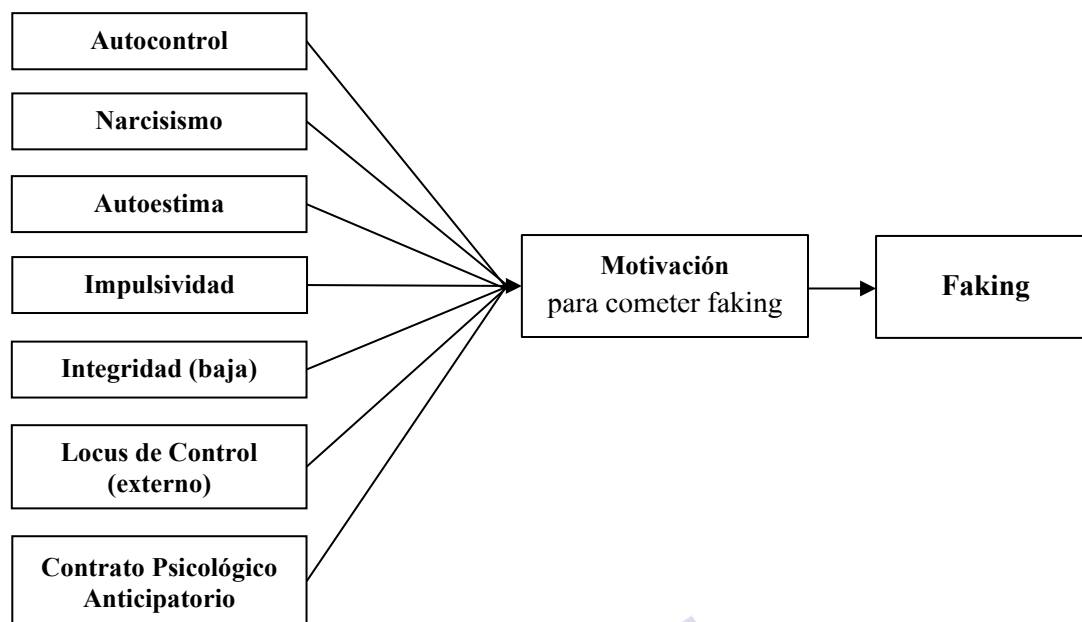 Autocontrol
Narcisismo
Autoestima
Impulsividad
Integridad (baja)
Locus de Control
(externo)
Contrato Psicológico
Anticipatorio
Motivación
para cometer faking
Faking